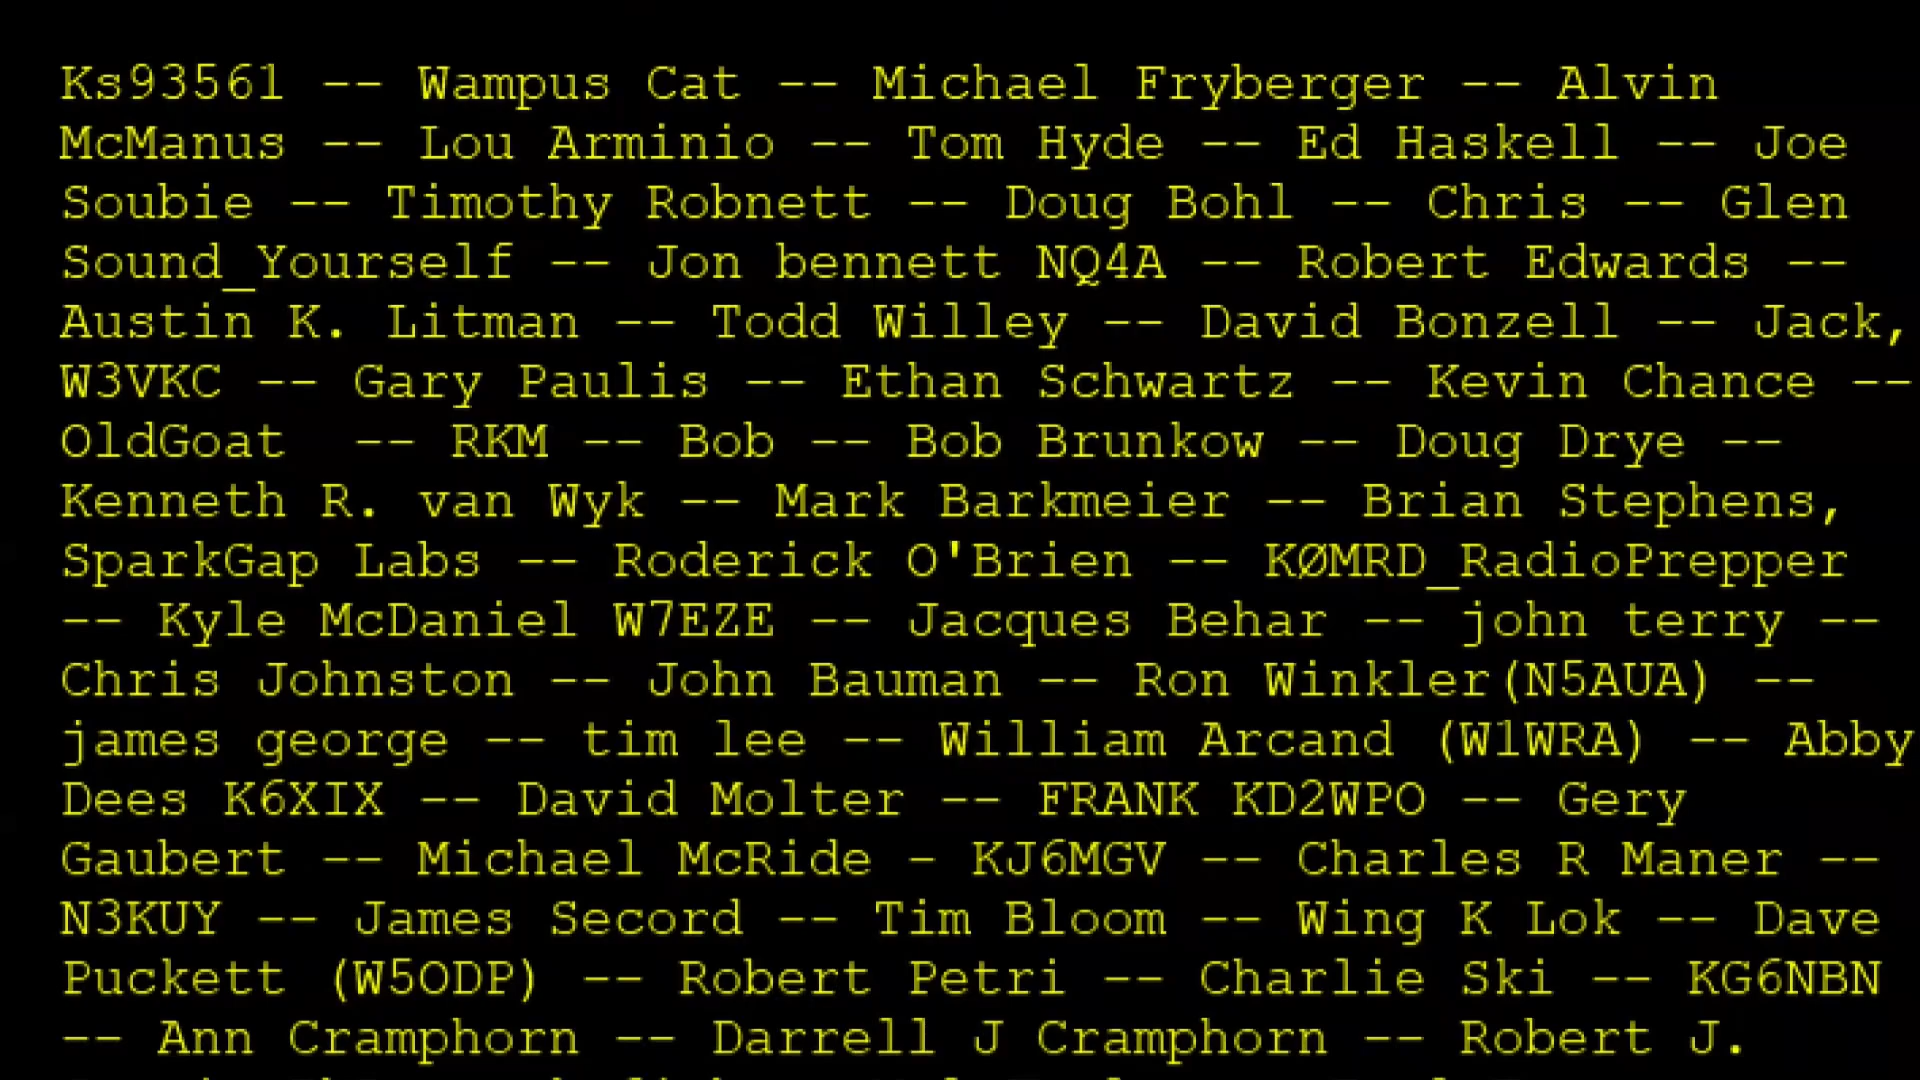 Ks93561 -- Wampus Cat -- Michael Fryberger -- Alvin
McManus -- Lou Arminio -- Tom Hyde -- Ed Haskell -- Joe
Soubie -- Timothy Robnett -- Doug Bohl -- Chris -- Glen
Sound_Yourself -- Jon bennett NQ4A -- Robert Edwards --
Austin K. Litman -- Todd Willey -- David Bonzell -- Jack,
W3VKC -- Gary Paulis -- Ethan Schwartz -- Kevin Chance --
OldGoat  -- RKM -- Bob -- Bob Brunkow -- Doug Drye --
Kenneth R. van Wyk -- Mark Barkmeier -- Brian Stephens,
SparkGap Labs -- Roderick O'Brien -- KØMRD_RadioPrepper
-- Kyle McDaniel W7EZE -- Jacques Behar -- john terry --
Chris Johnston -- John Bauman -- Ron Winkler(N5AUA) --
james george -- tim lee -- William Arcand (W1WRA) -- Abby
Dees K6XIX -- David Molter -- FRANK KD2WPO -- Gery
Gaubert -- Michael McRide - KJ6MGV -- Charles R Maner --
N3KUY -- James Secord -- Tim Bloom -- Wing K Lok -- Dave
Puckett (W5ODP) -- Robert Petri -- Charlie Ski -- KG6NBN
-- Ann Cramphorn -- Darrell J Cramphorn -- Robert J.